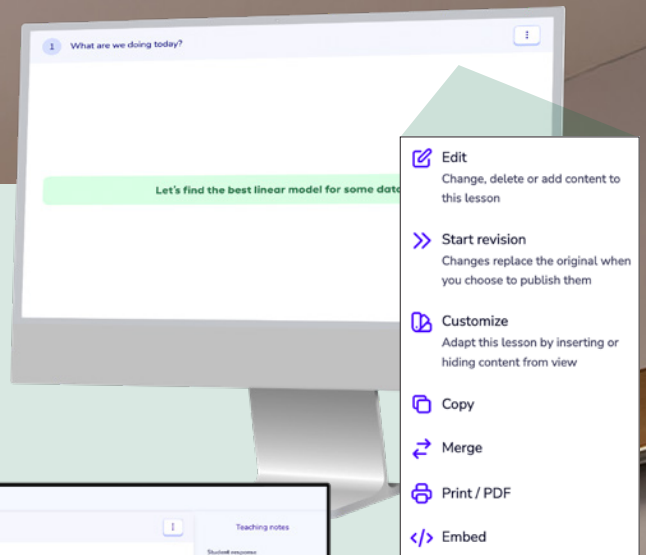 1 What are we doing today?
Let's find the best linear model for some data
Edit
Change, delete or add content to
this lesson
Start revision
Changes replace the original when
you choose to publish them
Customize
Adapt this lesson by inserting or
hiding content from view
Copy
Merge
Print / PDF
Embed
Teaching notes
Student response